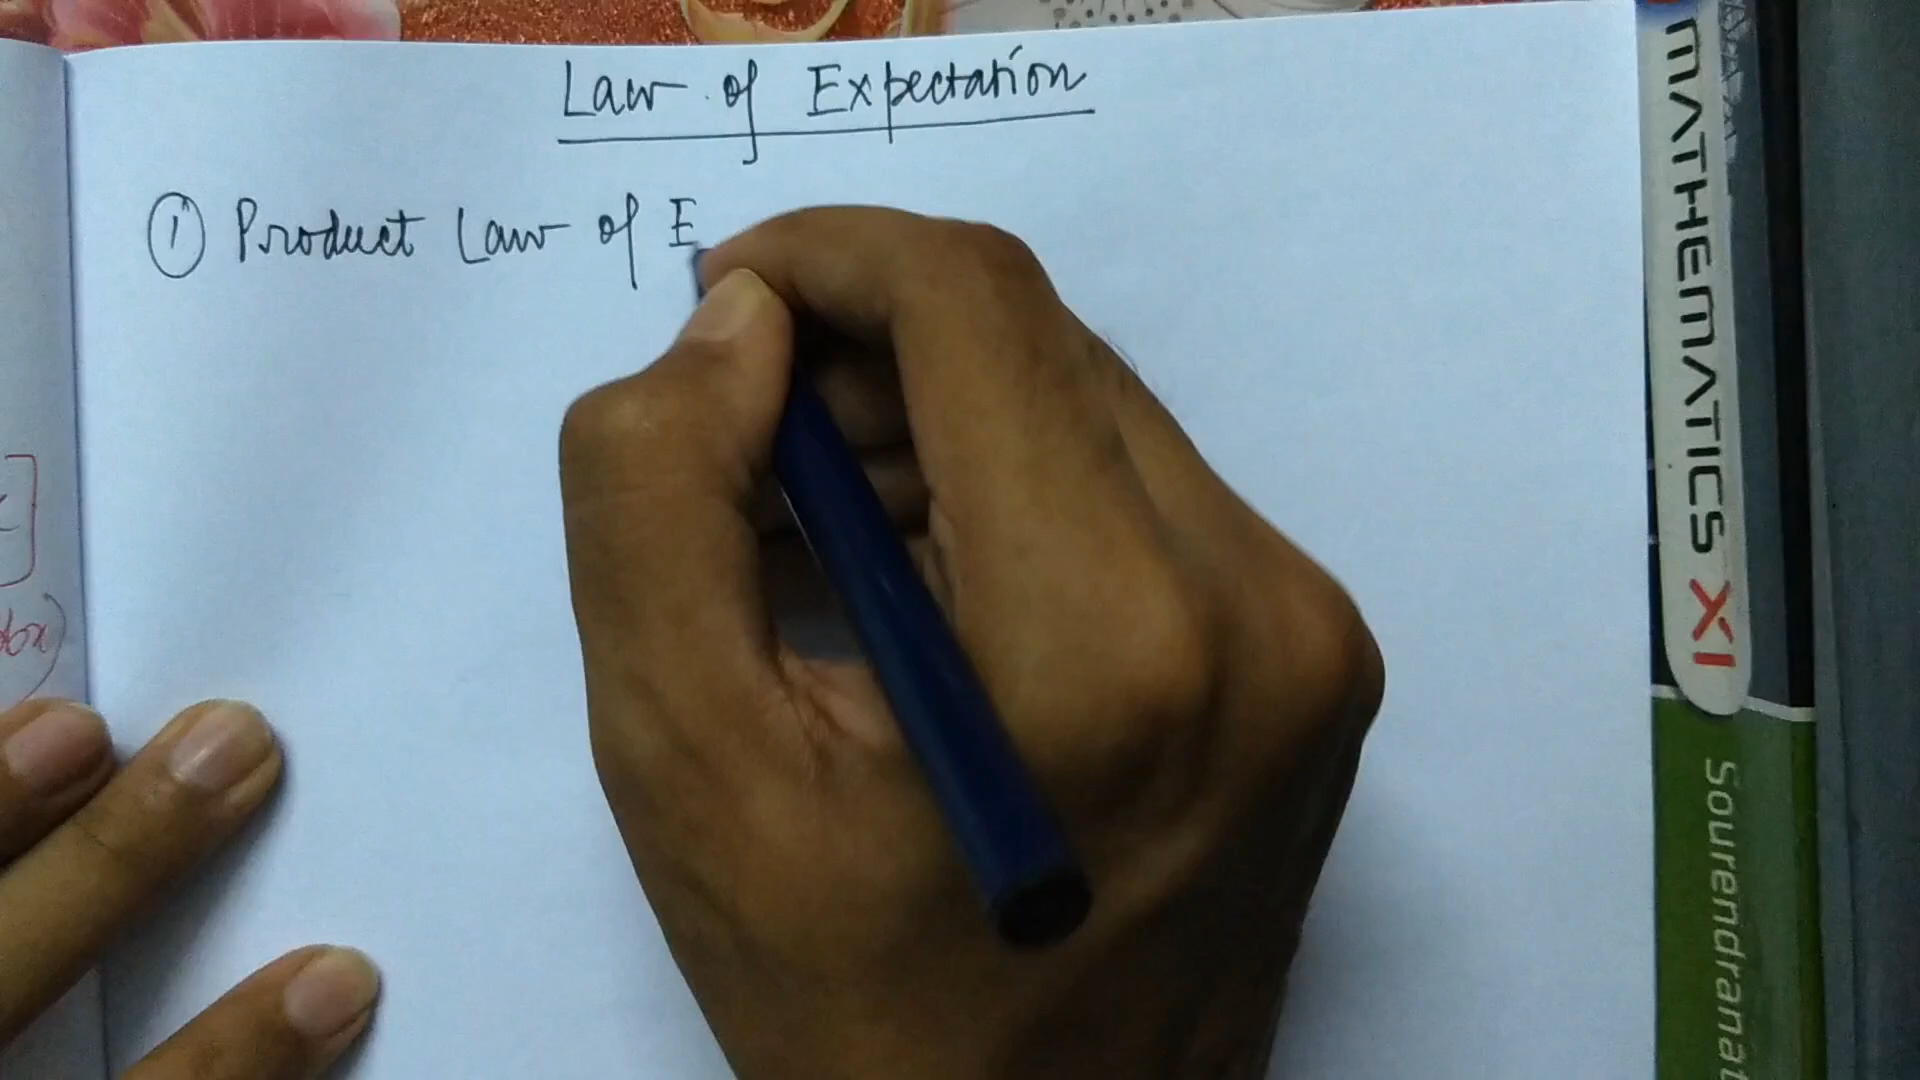 Law of Expectation
① Product Law of E
MATHEMATICS XI
Sourendranat